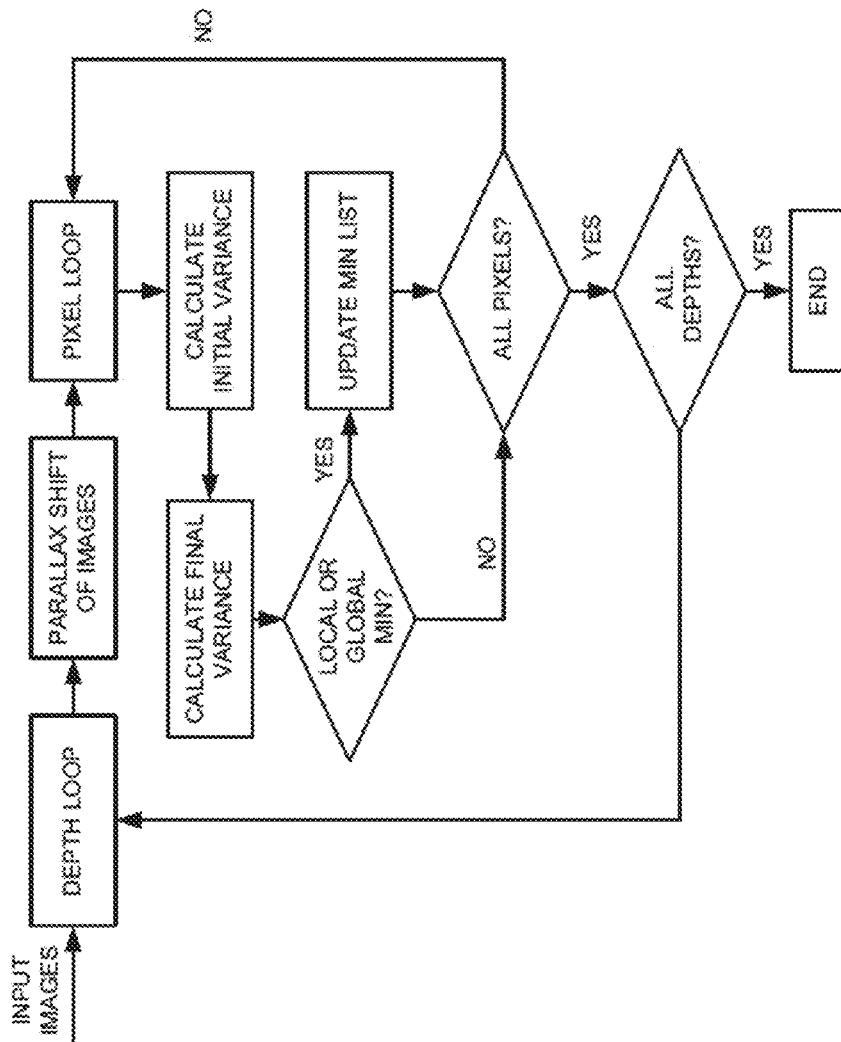 INPUT
IMAGES
DEPTH LOOP
PARALLAX SHIFT
OF IMAGES
PIXEL LOOP
NO
CALCULATE
INITIAL VARIANCE
CALCULATE FINAL
VARIANCE
LOCAL OR
GLOBAL
MIN?
YES
UPDATE MIN LIST
NO
ALL PIXELS?
YES
ALL
DEPTHS?
YES
END